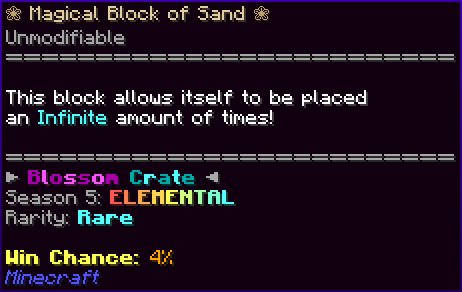 ❀ Magical Block of Sand ❀
Unmodifiable
================================
This block allows itself to be placed
an Infinite amount of times!
================================
► Blossom Crate ◄
Season 5: ELEMENTAL
Rarity: Rare
Win Chance: 4%
Minecraft